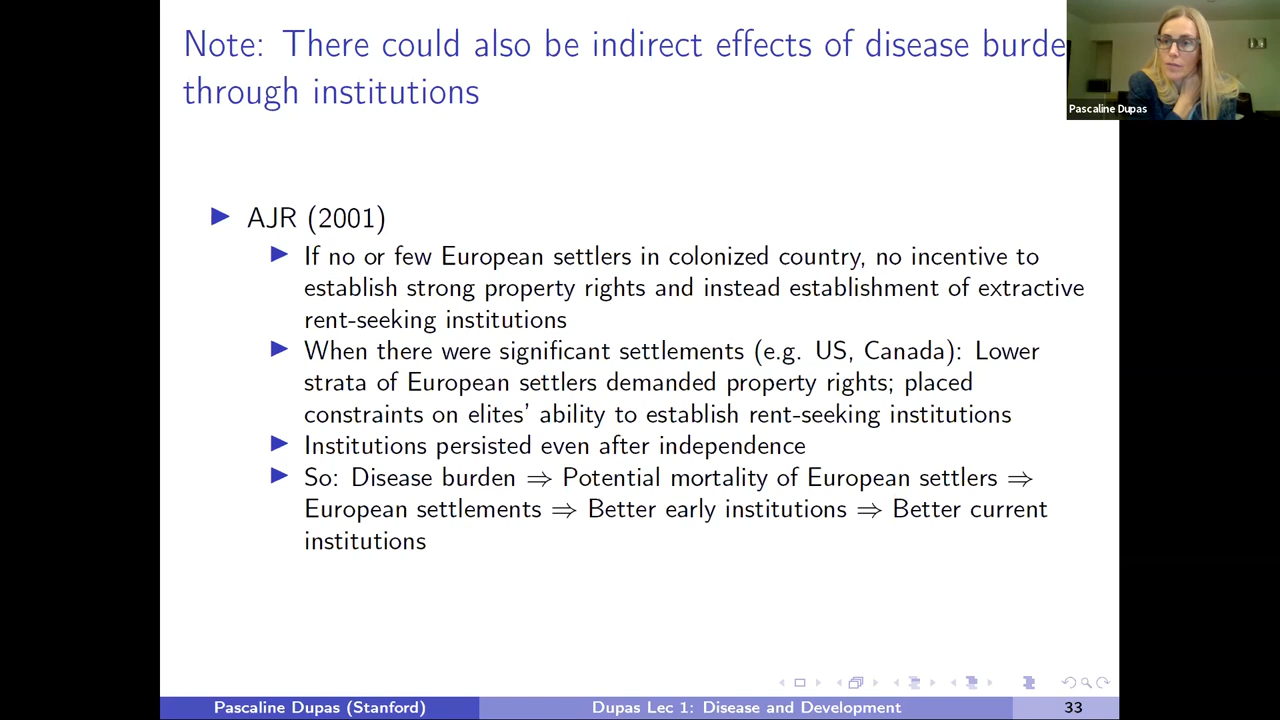 Note: There could also be indirect effects of disease burde
through institutions
Pascaline Dupas
AJR (2001)
If no or few European settlers in colonized country, no incentive to
establish strong property rights and instead establishment of extractive
rent-seeking institutions
When there were significant settlements (e.g. US, Canada): Lower
strata of European settlers demanded property rights; placed
constraints on elites' ability to establish rent-seeking institutions
Institutions persisted even after independence
So: Disease burden ⇒ Potential mortality of European settlers ⇒
European settlements ⇒ Better early institutions ⇒ Better current
institutions
Pascaline Dupas (Stanford) Dupas Lec 1: Disease and Development 33